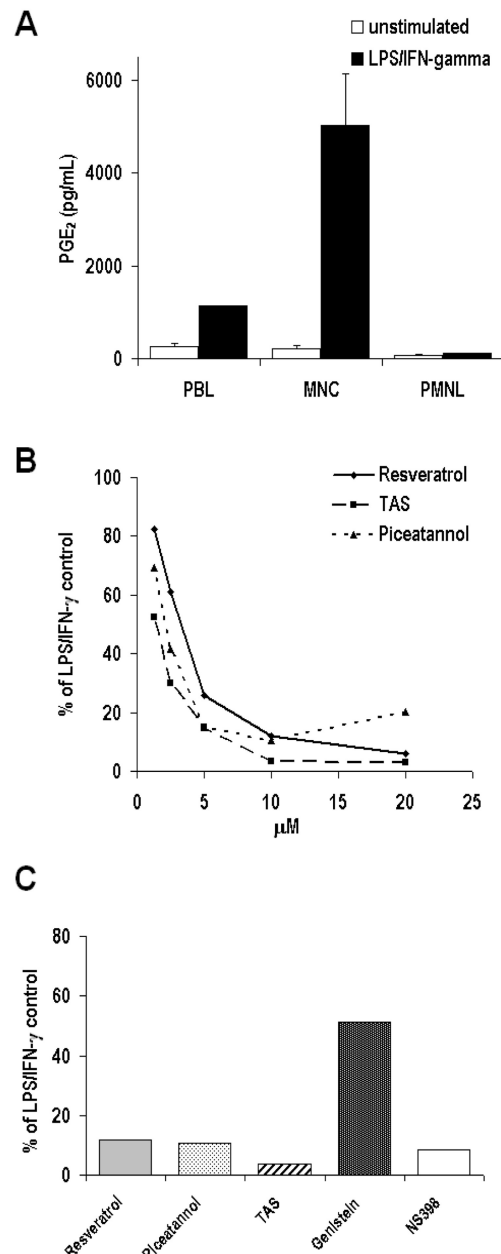 A
unstimulated
LPS/IFN-gamma
6000
4000
2000
0
PGE₂ (pg/mL)
PBL MNC PMNL
B
Resveratrol
TAS
Piceatannol
100
80
60
40
20
0
% of LPS/IFN-γ control
0 5 10 15 20 25
µM
C
80
60
40
20
0
% of LPS/IFN-γ control
Resveratrol
Piceatannol
TAS
Genistein
NS398